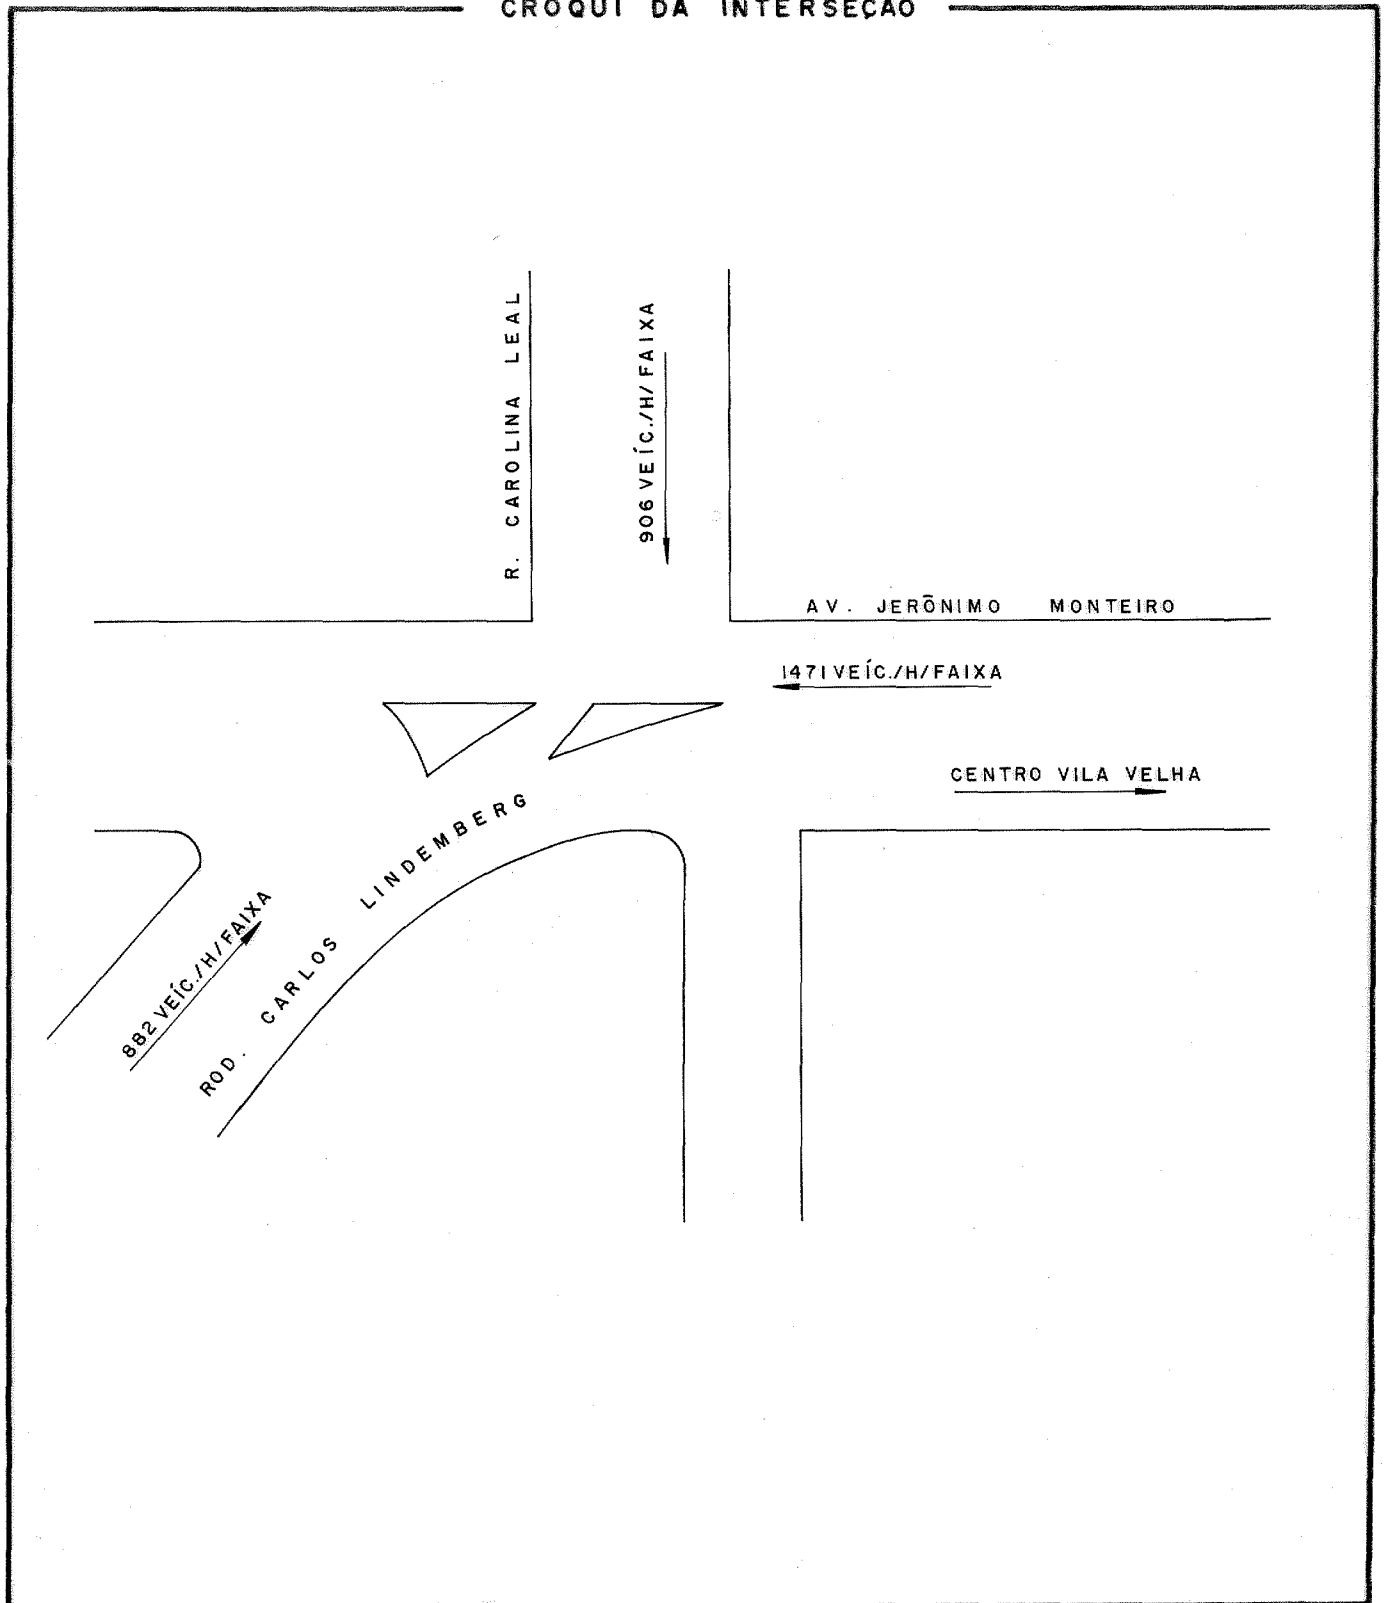 CROQUI DA INTERSEÇÃO
R. CAROLINA LEAL
906 VEÍC./H/FAIXA
AV. JERÔNIMO MONTEIRO
1471 VEÍC./H/FAIXA
CENTRO VILA VELHA
ROD. CARLOS LINDEMBERG
882 VEÍC./H/FAIXA